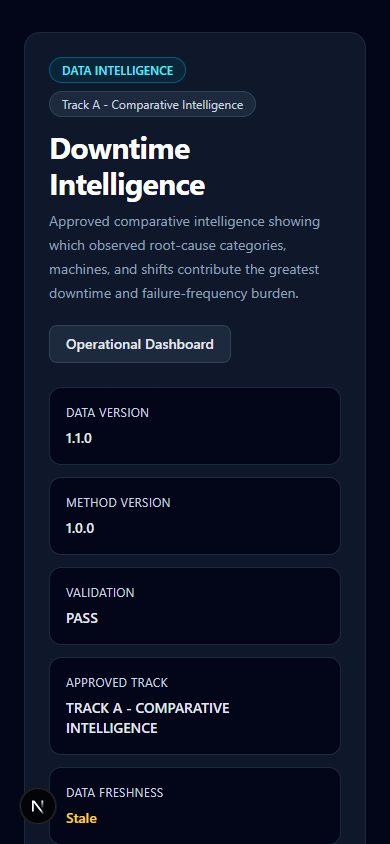 DATA INTELLIGENCE
Track A - Comparative Intelligence
Downtime
Intelligence
Approved comparative intelligence showing
which observed root-cause categories,
machines, and shifts contribute the greatest
downtime and failure-frequency burden.
Operational Dashboard
DATA VERSION
1.1.0
METHOD VERSION
1.0.0
VALIDATION
PASS
APPROVED TRACK
TRACK A - COMPARATIVE
INTELLIGENCE
DATA FRESHNESS
N
Stale